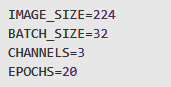 IMAGE_SIZE=224
BATCH_SIZE=32
CHANNELS=3
EPOCHS=20